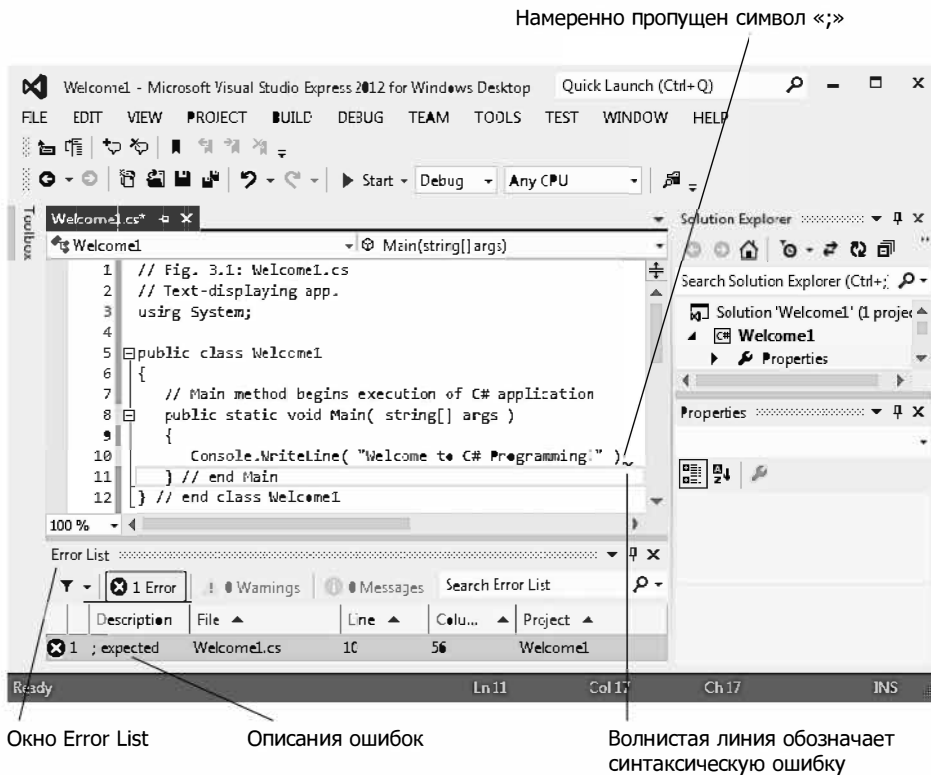 Намеренно пропущен символ «;»
Welcome1 - Microsoft Visual Studio Express 2012 for Windows Desktop
Quick Launch (Ctrl+Q)
FILE EDIT VIEW PROJECT BUILD DEBUG TEAM TOOLS TEST WINDOW HELP
Start Debug Any CPU
Toolbox
Welcome1.cs*
Solution Explorer
Welcome1
Main(string[] args)
1 // Fig. 3.1: Welcome1.cs
2 // Text-displaying app.
3 using System;
4
5 public class Welcome1
6 {
7 // Main method begins execution of C# application
8 public static void Main( string[] args )
9 {
10 Console.WriteLine( "Welcome to C# Programming!" )
11 } // end Main
12 } // end class Welcome1
Search Solution Explorer (Ctrl+;)
Solution 'Welcome1' (1 projec
C# Welcome1
Properties
Properties
100 %
Error List
1 Error 0 Warnings 0 Messages Search Error List
Description File Line Colu... Project
1 ; expected Welcome1.cs 10 56 Welcome1
Ready Ln 11 Col 17 Ch 17 INS
Окно Error List
Описания ошибок
Волнистая линия обозначает
синтаксическую ошибку